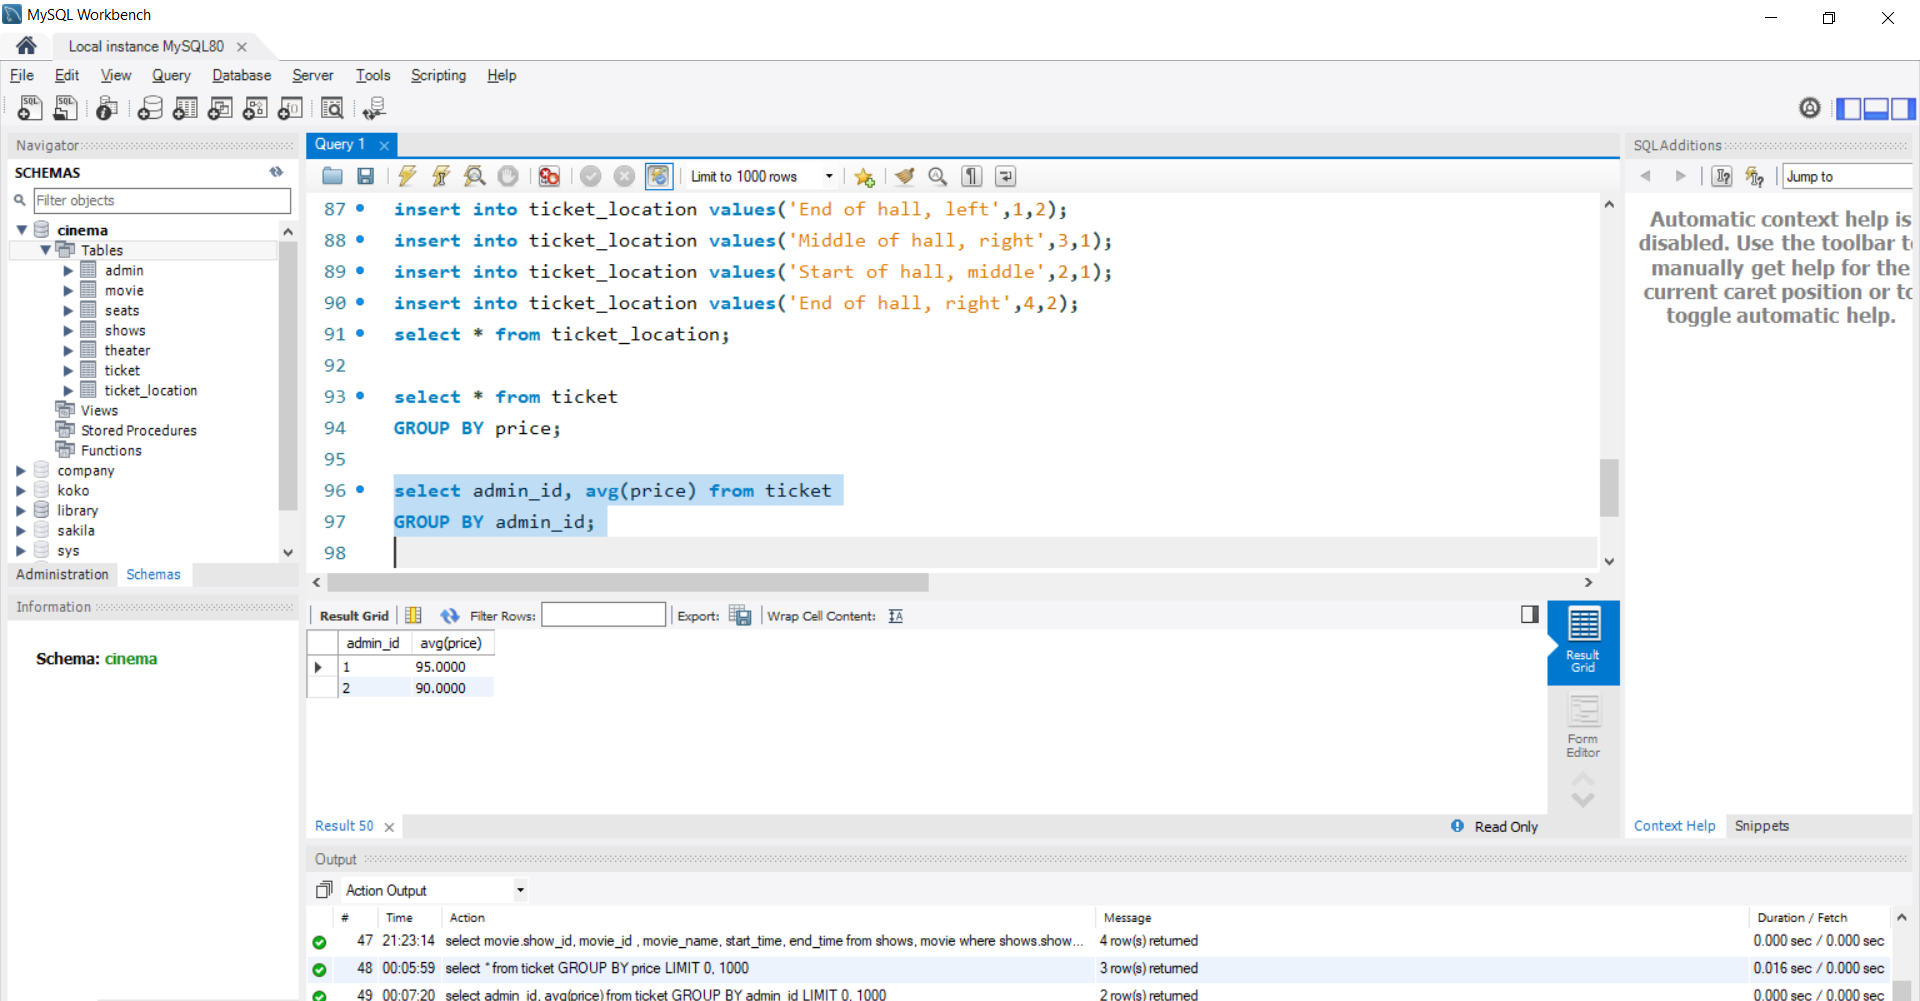 MySQL Workbench
Local instance MySQL80
File Edit View Query Database Server Tools Scripting Help
Navigator
SCHEMAS
Filter objects
cinema
Tables
admin
movie
seats
shows
theater
ticket
ticket_location
Views
Stored Procedures
Functions
company
koko
library
sakila
sys
Administration Schemas
Information
Schema: cinema
Query 1
Limit to 1000 rows
87 insert into ticket_location values('End of hall, left',1,2);
88 insert into ticket_location values('Middle of hall, right',3,1);
89 insert into ticket_location values('Start of hall, middle',2,1);
90 insert into ticket_location values('End of hall, right',4,2);
91 select * from ticket_location;
92
93 select * from ticket
94 GROUP BY price;
95
96 select admin_id, avg(price) from ticket
97 GROUP BY admin_id;
98
Result Grid Filter Rows: Export: Wrap Cell Content:
admin_id avg(price)
1 95.0000
2 90.0000
Result Grid
Form Editor
Result 50 Read Only
SQLAdditions
Jump to
Automatic context help is
disabled. Use the toolbar t
manually get help for the
current caret position or to
toggle automatic help.
Context Help Snippets
Output
Action Output
# Time Action Message Duration / Fetch
47 21:23:14 select movie.show_id, movie_id , movie_name, start_time, end_time from shows, movie where shows.show... 4 row(s) returned 0.000 sec / 0.000 sec
48 00:05:59 select * from ticket GROUP BY price LIMIT 0, 1000 3 row(s) returned 0.016 sec / 0.000 sec
49 00:07:20 select admin_id, avg(price) from ticket GROUP BY admin_id LIMIT 0, 1000 2 row(s) returned 0.000 sec / 0.000 sec